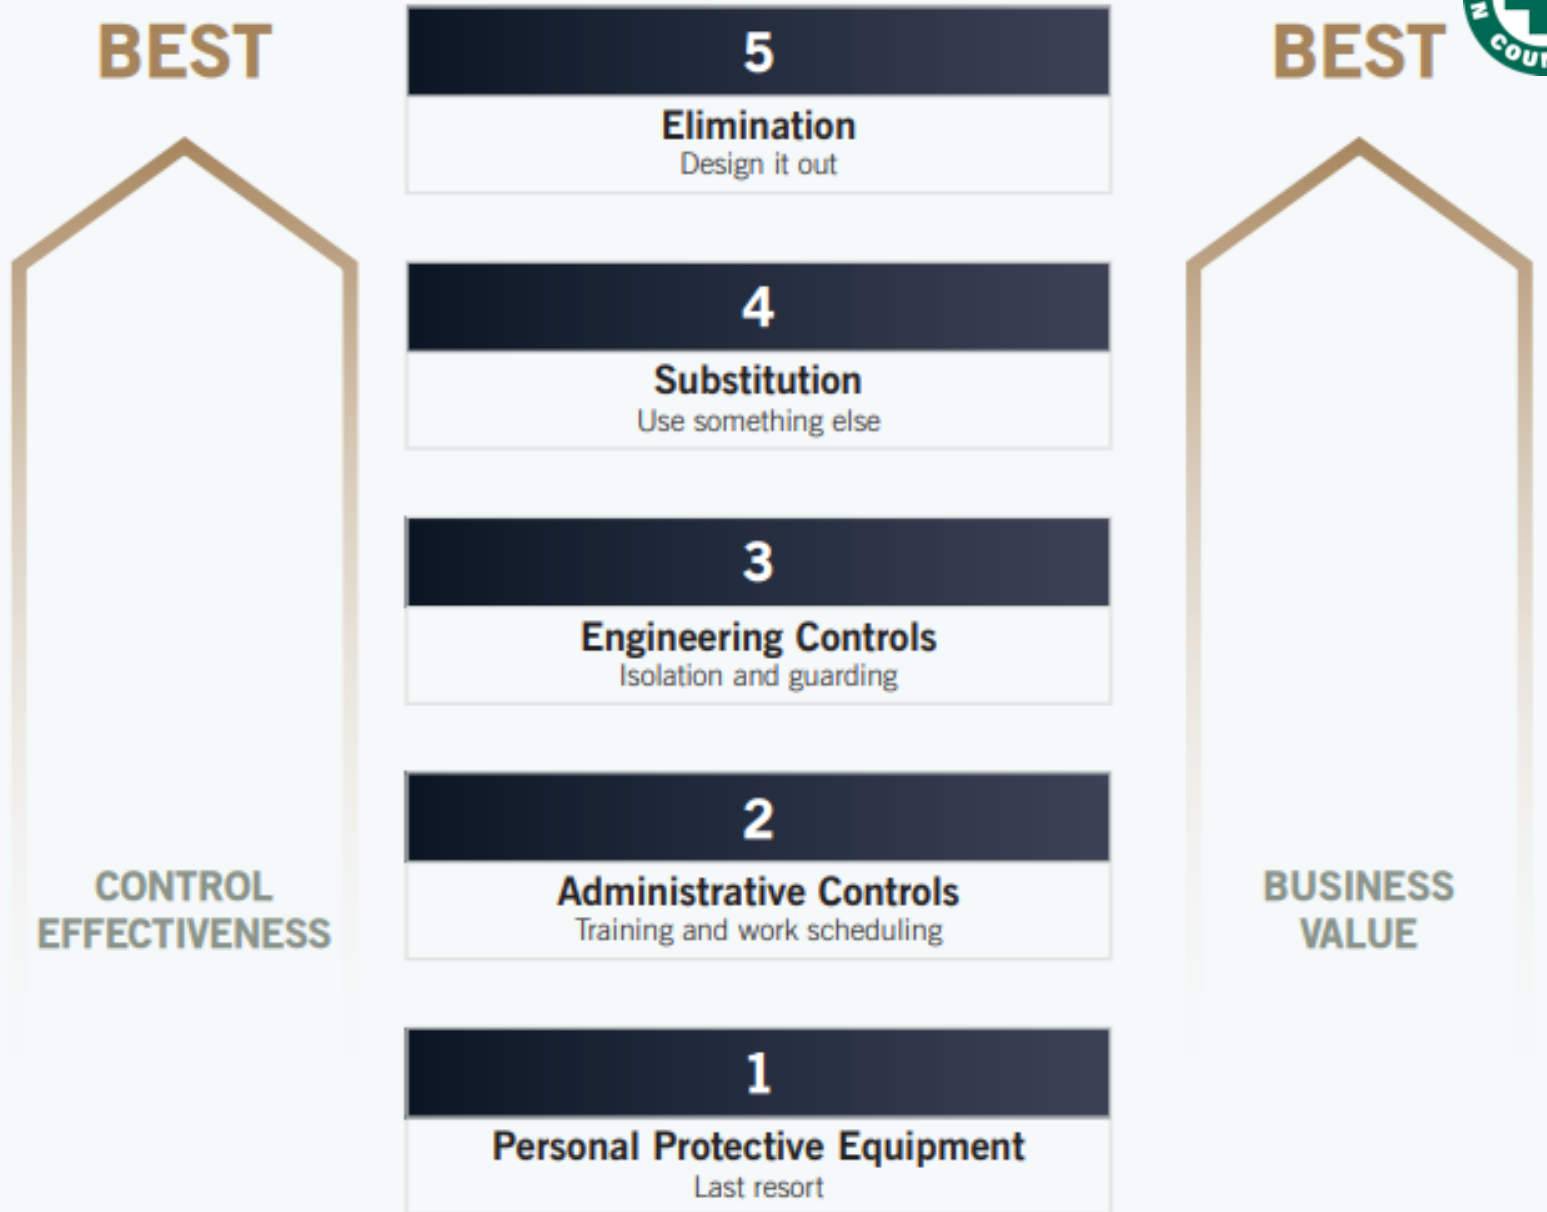 BEST
5
BEST
N COU
Elimination
Design it out
4
Substitution
Use something else
3
Engineering Controls
Isolation and guarding
2
Administrative Controls
Training and work scheduling
CONTROL
EFFECTIVENESS
BUSINESS
VALUE
1
Personal Protective Equipment
Last resort